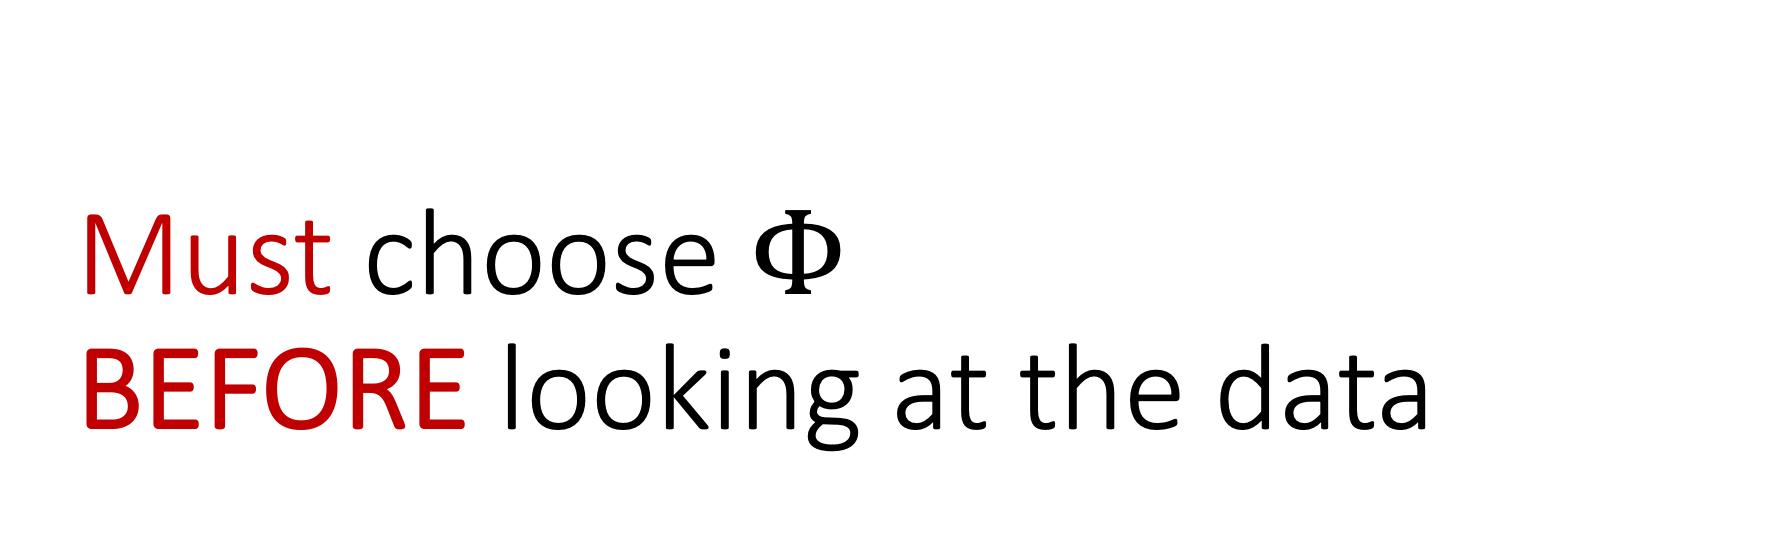 Must choose Φ
BEFORE looking at the data